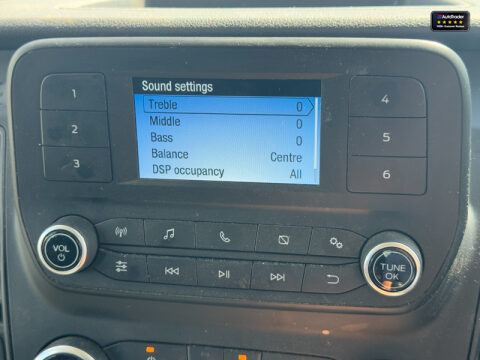 AutoTrader
Sound settings
Treble 0
Middle 0
Bass 0
Balance Centre
DSP occupancy All
1
2
3
4
5
6
VOL
TUNE
OK